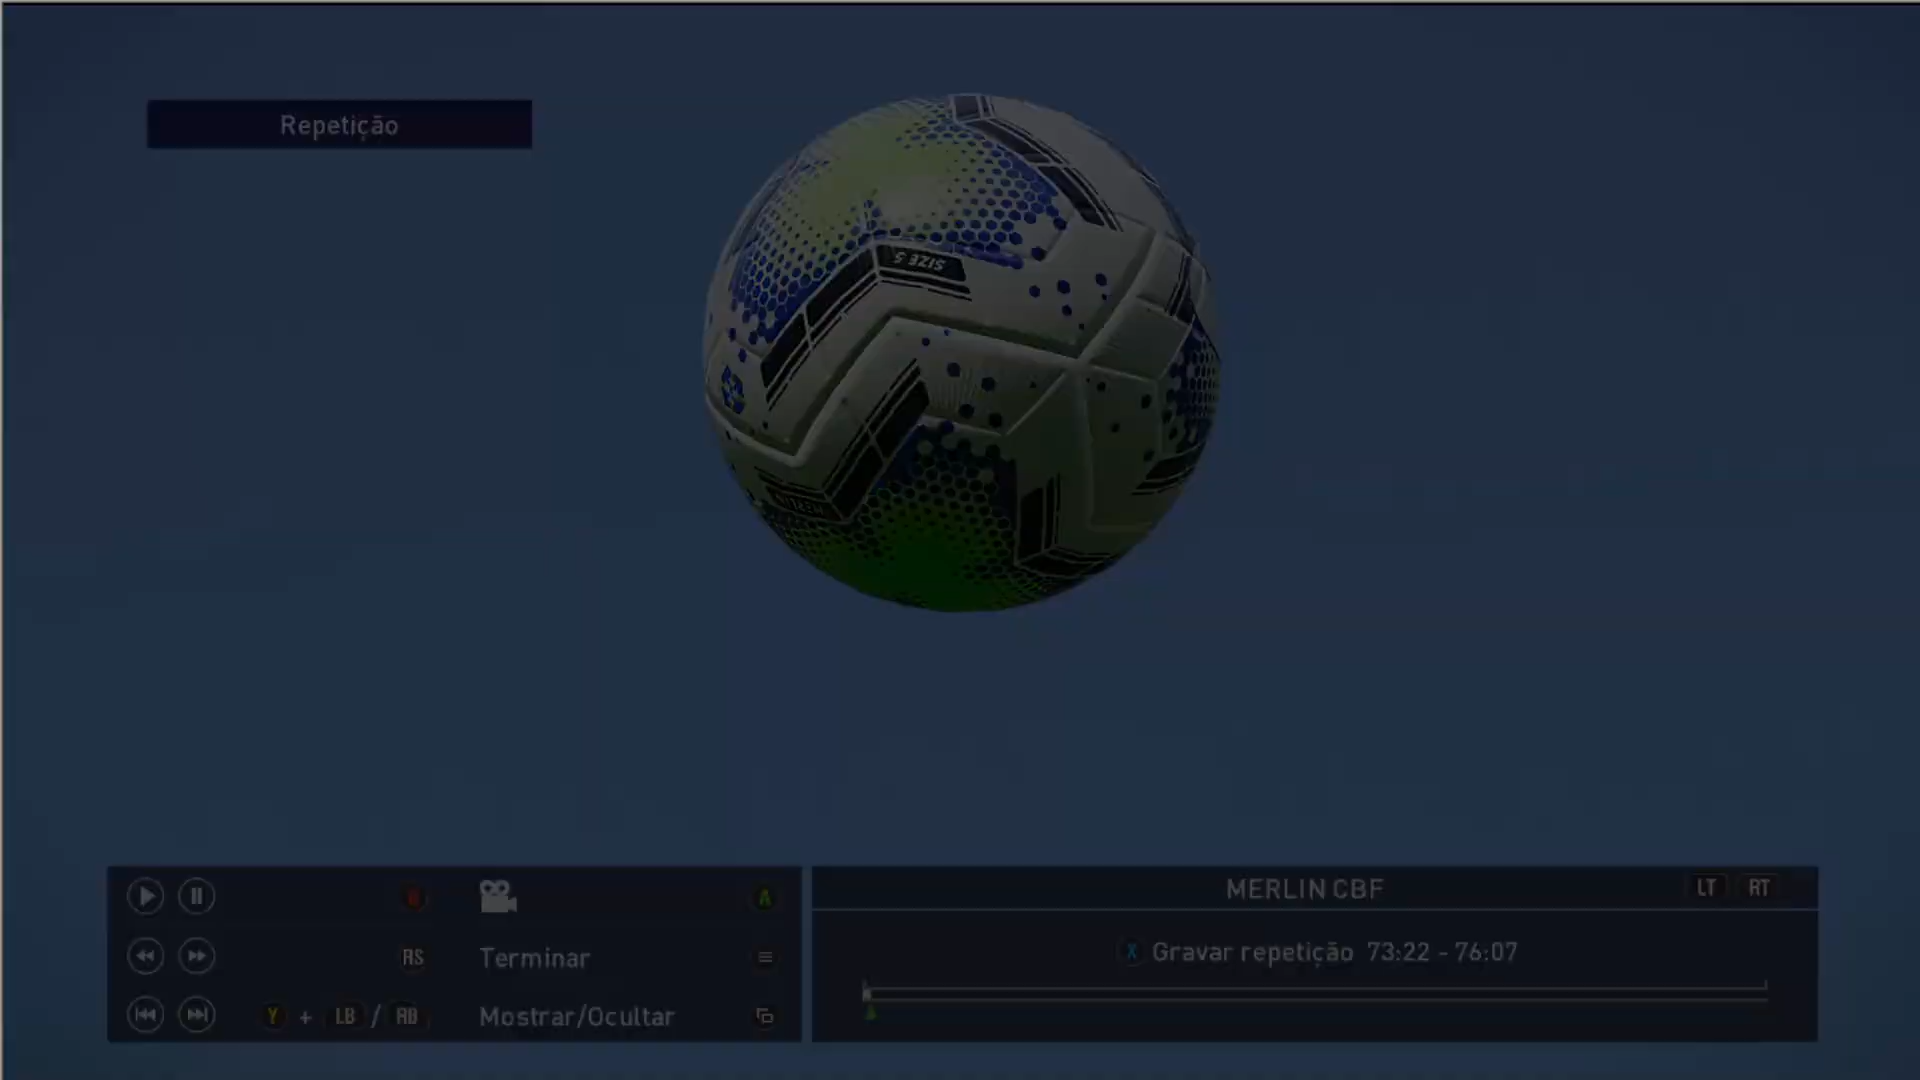 Repetição
SIZE 5
MERLIN CBF
LT RT
A
X Gravar repetição 73:22 - 76:07
RS Terminar
Y + LB / RB Mostrar/Ocultar